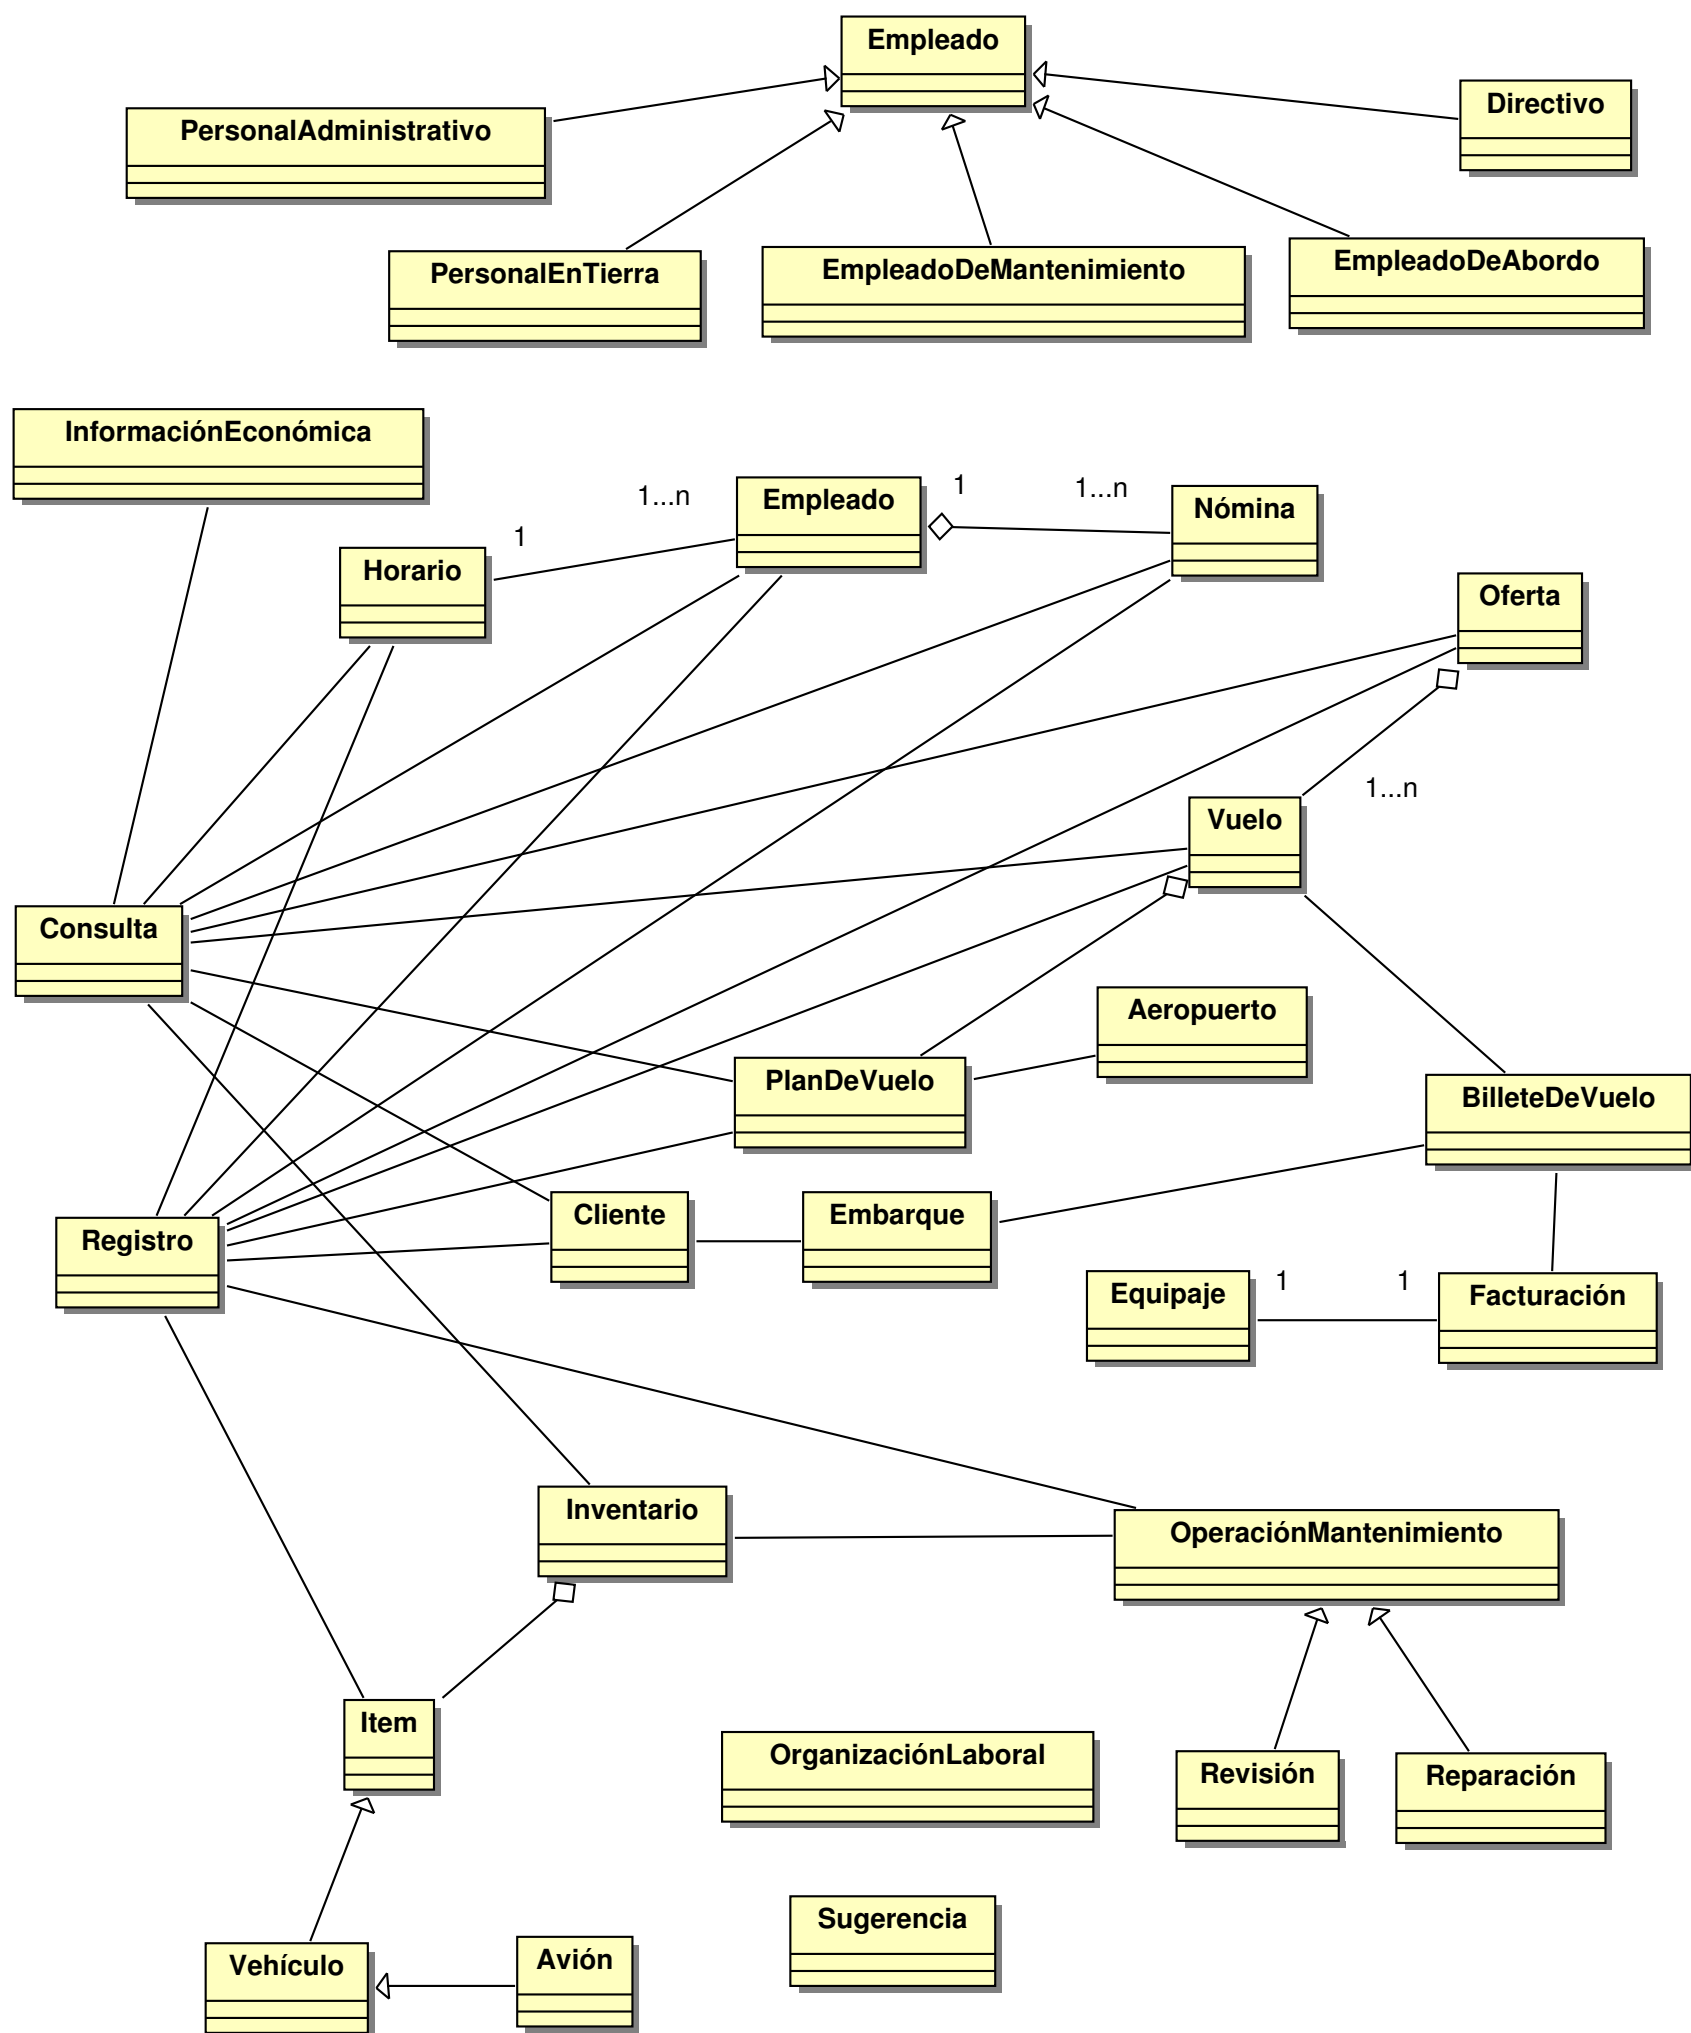 Empleado
Directivo
PersonalAdministrativo
PersonalEnTierra
EmpleadoDeMantenimiento
EmpleadoDeAbordo
InformaciónEconómica
1...n
Empleado
1
1...n
Nómina
1
Horario
Oferta
1...n
Vuelo
Consulta
Aeropuerto
PlanDeVuelo
BilleteDeVuelo
Cliente
Embarque
Registro
Equipaje
1
1
Facturación
Inventario
OperaciónMantenimiento
Item
OrganizaciónLaboral
Revisión
Reparación
Sugerencia
Vehículo
Avión